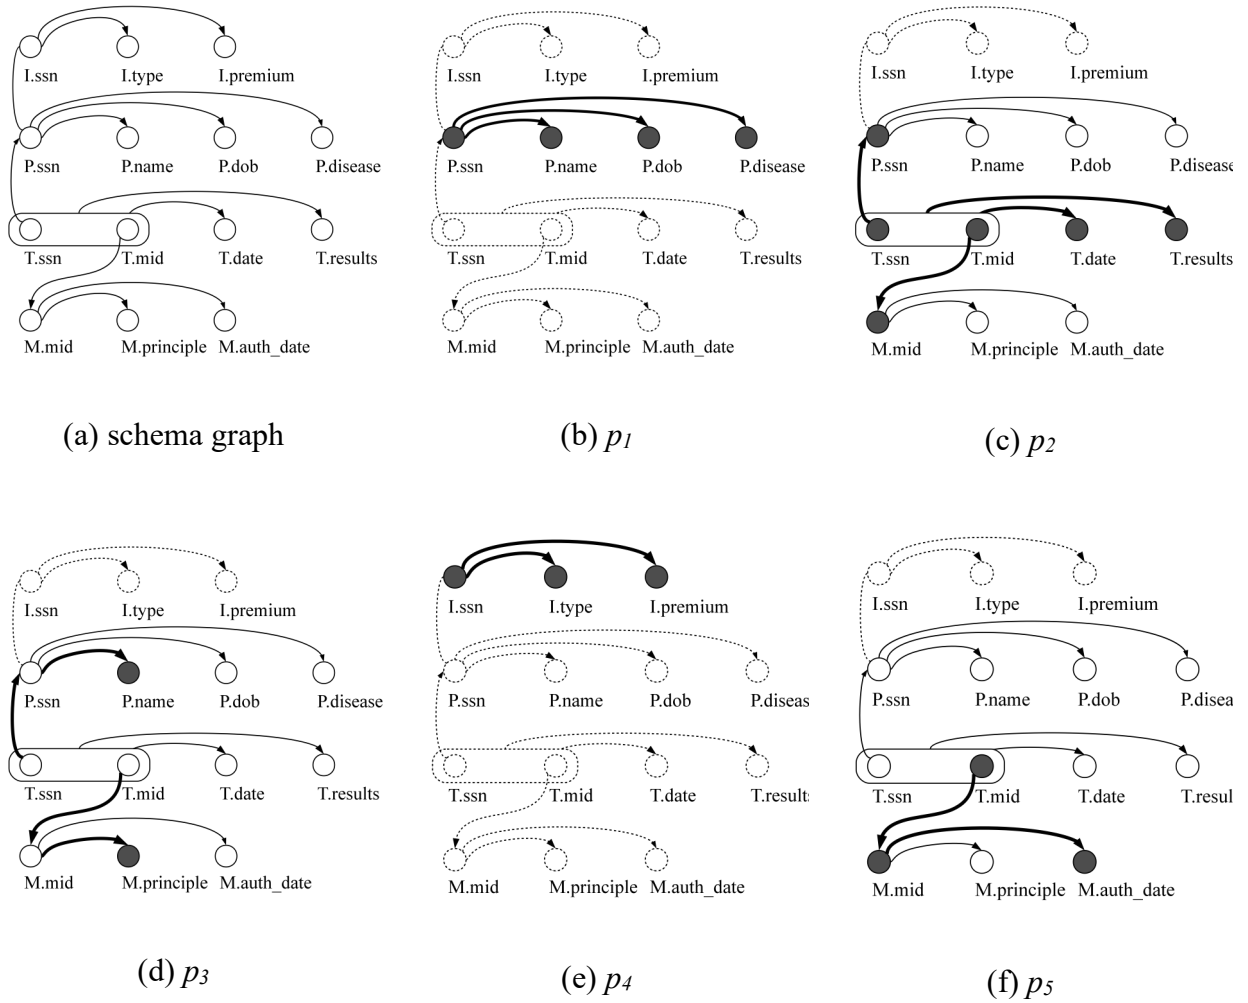 I.ssn I.type I.premium
P.ssn P.name P.dob P.disease
T.ssn T.mid T.date T.results
M.mid M.principle M.auth_date
(a) schema graph
I.ssn I.type I.premium
P.ssn P.name P.dob P.disease
T.ssn T.mid T.date T.results
M.mid M.principle M.auth_date
(b) p1
I.ssn I.type I.premium
P.ssn P.name P.dob P.disease
T.ssn T.mid T.date T.results
M.mid M.principle M.auth_date
(c) p2
I.ssn I.type I.premium
P.ssn P.name P.dob P.disease
T.ssn T.mid T.date T.results
M.mid M.principle M.auth_date
(d) p3
I.ssn I.type I.premium
P.ssn P.name P.dob P.diseas
T.ssn T.mid T.date T.result
M.mid M.principle M.auth_date
(e) p4
I.ssn I.type I.premium
P.ssn P.name P.dob P.disea
T.ssn T.mid T.date T.resul
M.mid M.principle M.auth_date
(f) p5